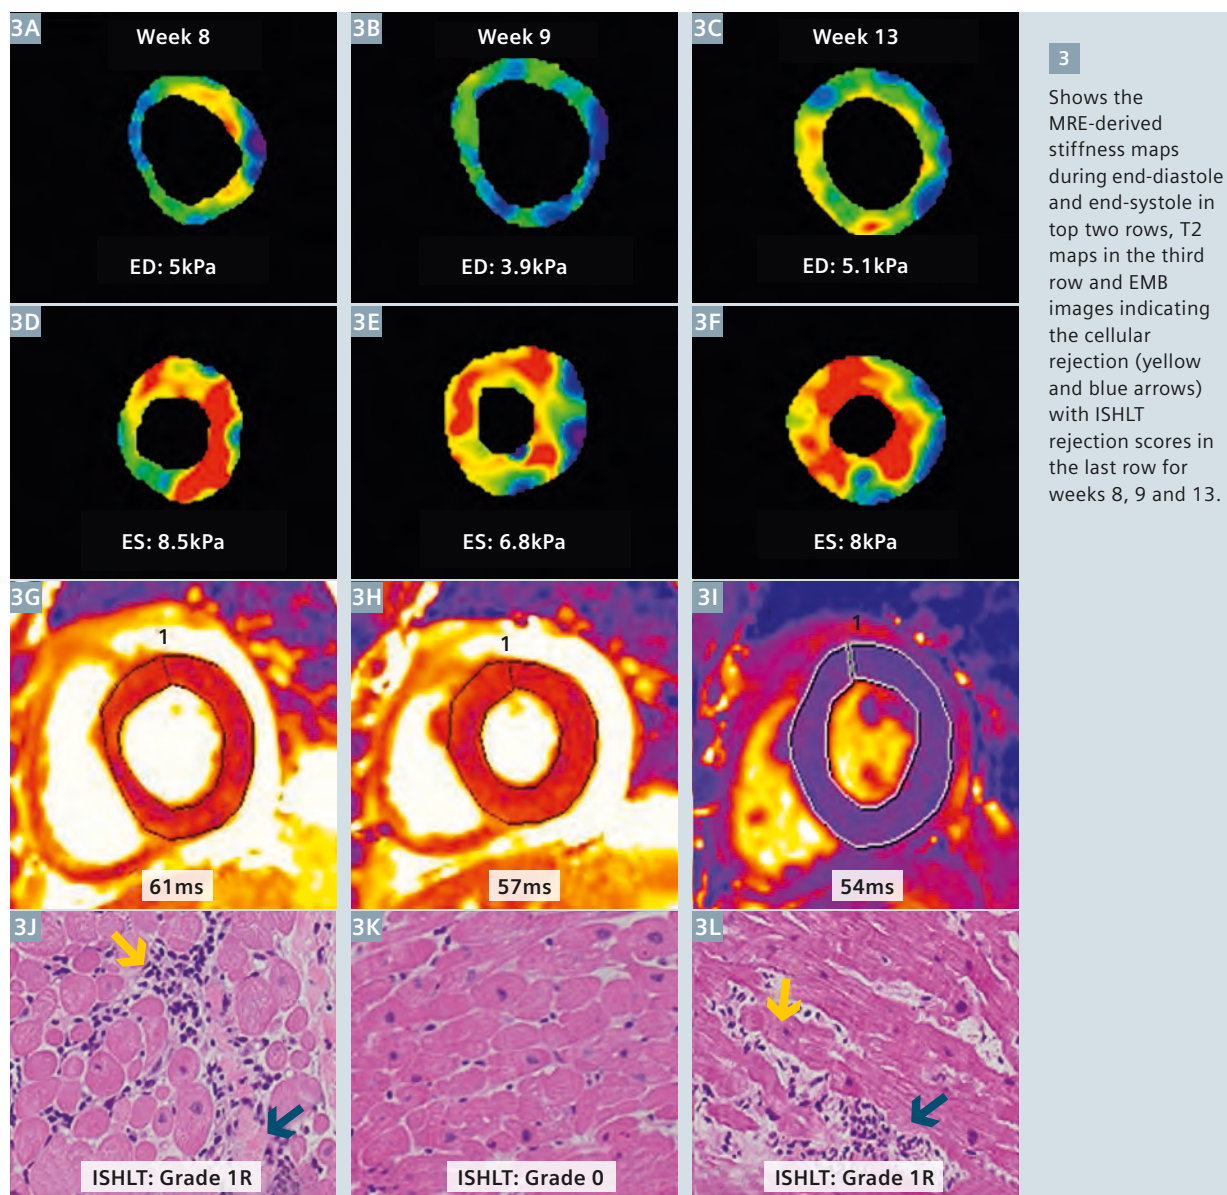 3A
Week 8
ED: 5kPa
3B
Week 9
ED: 3.9kPa
3C
Week 13
ED: 5.1kPa
3D
ES: 8.5kPa
3E
ES: 6.8kPa
3F
ES: 8kPa
3G
1
61ms
3H
1
57ms
3I
1
54ms
3J
ISHLT: Grade 1R
3K
ISHLT: Grade 0
3L
ISHLT: Grade 1R
3
Shows the
MRE-derived
stiffness maps
during end-diastole
and end-systole in
top two rows, T2
maps in the third
row and EMB
images indicating
the cellular
rejection (yellow
and blue arrows)
with ISHLT
rejection scores in
the last row for
weeks 8, 9 and 13.